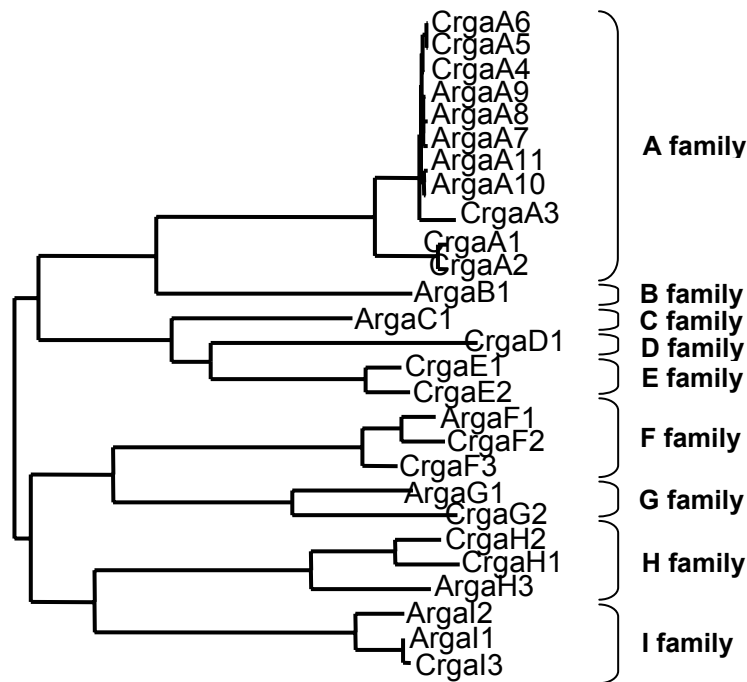 CrgaA6
CrgaA5
CrgaA4
ArgaA9
ArgaA8
ArgaA7
ArgaA11
ArgaA10
CrgaA3
CrgaA1
CrgaA2
A family
ArgaB1
B family
ArgaC1
C family
CrgaD1
D family
CrgaE1
CrgaE2
E family
ArgaF1
CrgaF2
CrgaF3
F family
ArgaG1
CrgaG2
G family
CrgaH2
CrgaH1
ArgaH3
H family
ArgaI2
ArgaI1
CrgaI3
I family